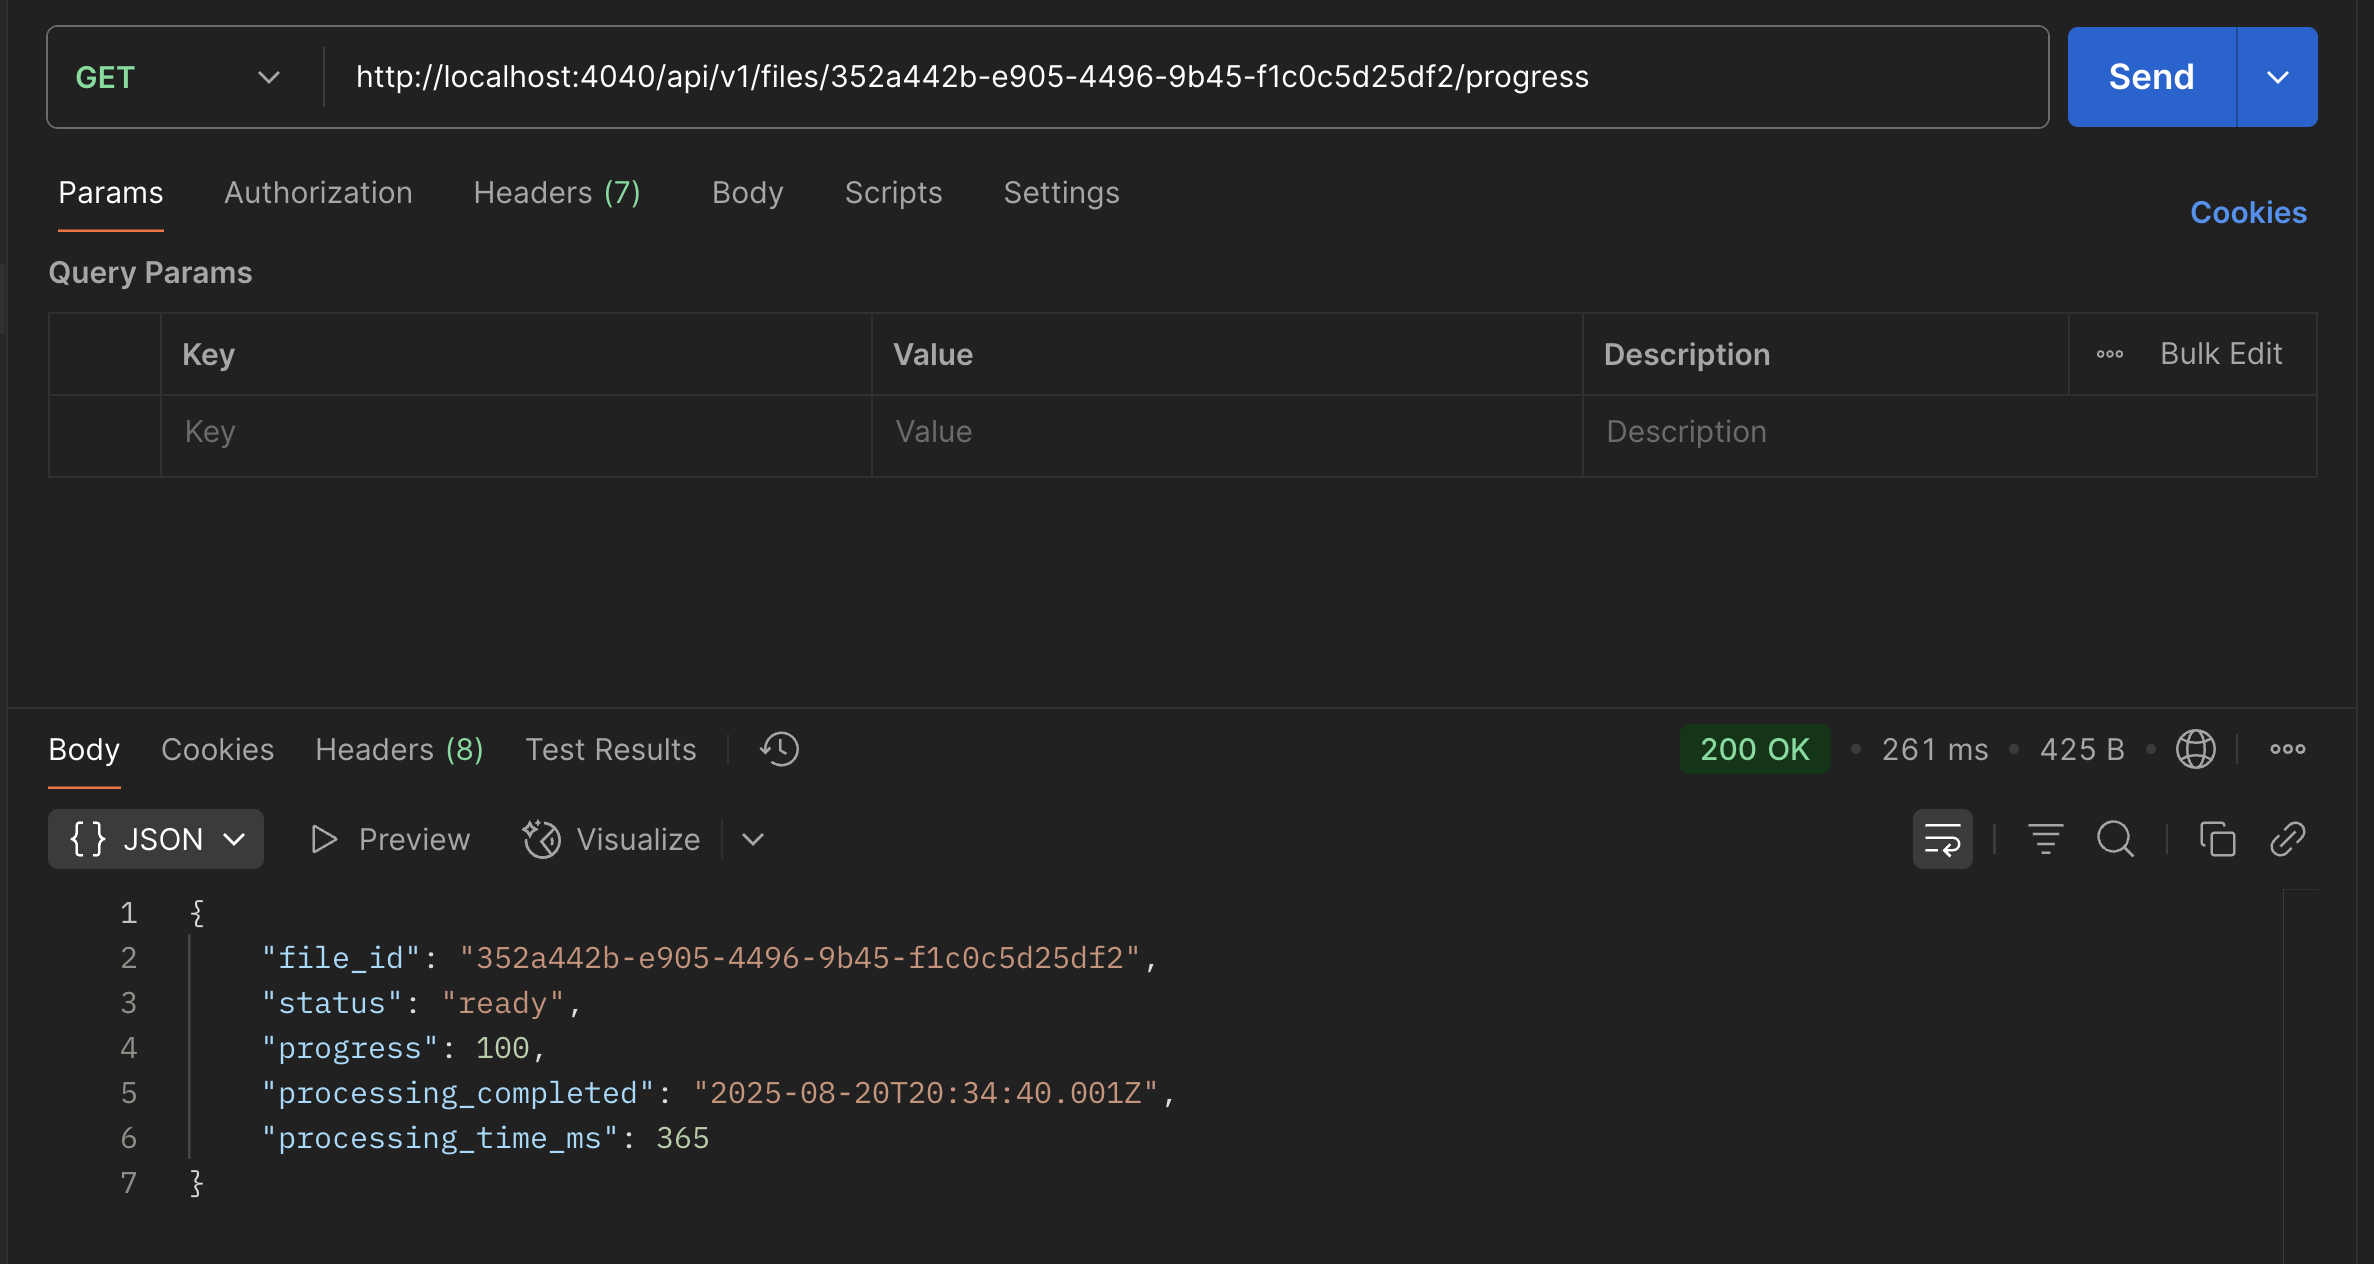 GET http://localhost:4040/api/v1/files/352a442b-e905-4496-9b45-f1c0c5d25df2/progress Send
Params Authorization Headers (7) Body Scripts Settings Cookies
Query Params
Key Value Description Bulk Edit
Key Value Description
Body Cookies Headers (8) Test Results 200 OK • 261 ms • 425 B •
{} JSON Preview Visualize
1 {
2 "file_id": "352a442b-e905-4496-9b45-f1c0c5d25df2",
3 "status": "ready",
4 "progress": 100,
5 "processing_completed": "2025-08-20T20:34:40.001Z",
6 "processing_time_ms": 365
7 }